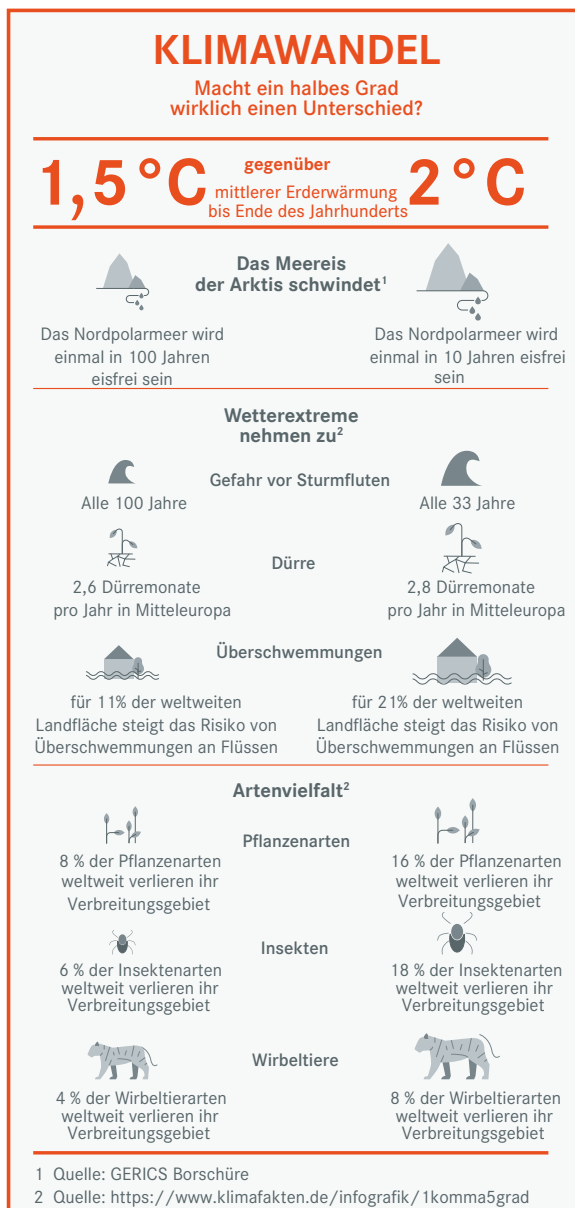 KLIMAWANDEL
Macht ein halbes Grad
wirklich einen Unterschied?
1,5 °C
gegenüber
mittlerer Erderwärmung
bis Ende des Jahrhunderts
2 °C
Das Meereis
der Arktis schwindet¹
Das Nordpolarmeer wird
einmal in 100 Jahren
eisfrei sein
Das Nordpolarmeer wird
einmal in 10 Jahren eisfrei
sein
Wetterextreme
nehmen zu²
Gefahr vor Sturmfluten
Alle 100 Jahre
Alle 33 Jahre
Dürre
2,6 Dürremonate
pro Jahr in Mitteleuropa
2,8 Dürremonate
pro Jahr in Mitteleuropa
Überschwemmungen
für 11% der weltweiten
Landfläche steigt das Risiko von
Überschwemmungen an Flüssen
für 21% der weltweiten
Landfläche steigt das Risiko von
Überschwemmungen an Flüssen
Artenvielfalt²
Pflanzenarten
8 % der Pflanzenarten
weltweit verlieren ihr
Verbreitungsgebiet
16 % der Pflanzenarten
weltweit verlieren ihr
Verbreitungsgebiet
Insekten
6 % der Insektenarten
weltweit verlieren ihr
Verbreitungsgebiet
18 % der Insektenarten
weltweit verlieren ihr
Verbreitungsgebiet
Wirbeltiere
4 % der Wirbeltierarten
weltweit verlieren ihr
Verbreitungsgebiet
8 % der Wirbeltierarten
weltweit verlieren ihr
Verbreitungsgebiet
1 Quelle: GERICS Borschüre
2 Quelle: https://www.klimafakten.de/infografik/1komma5grad